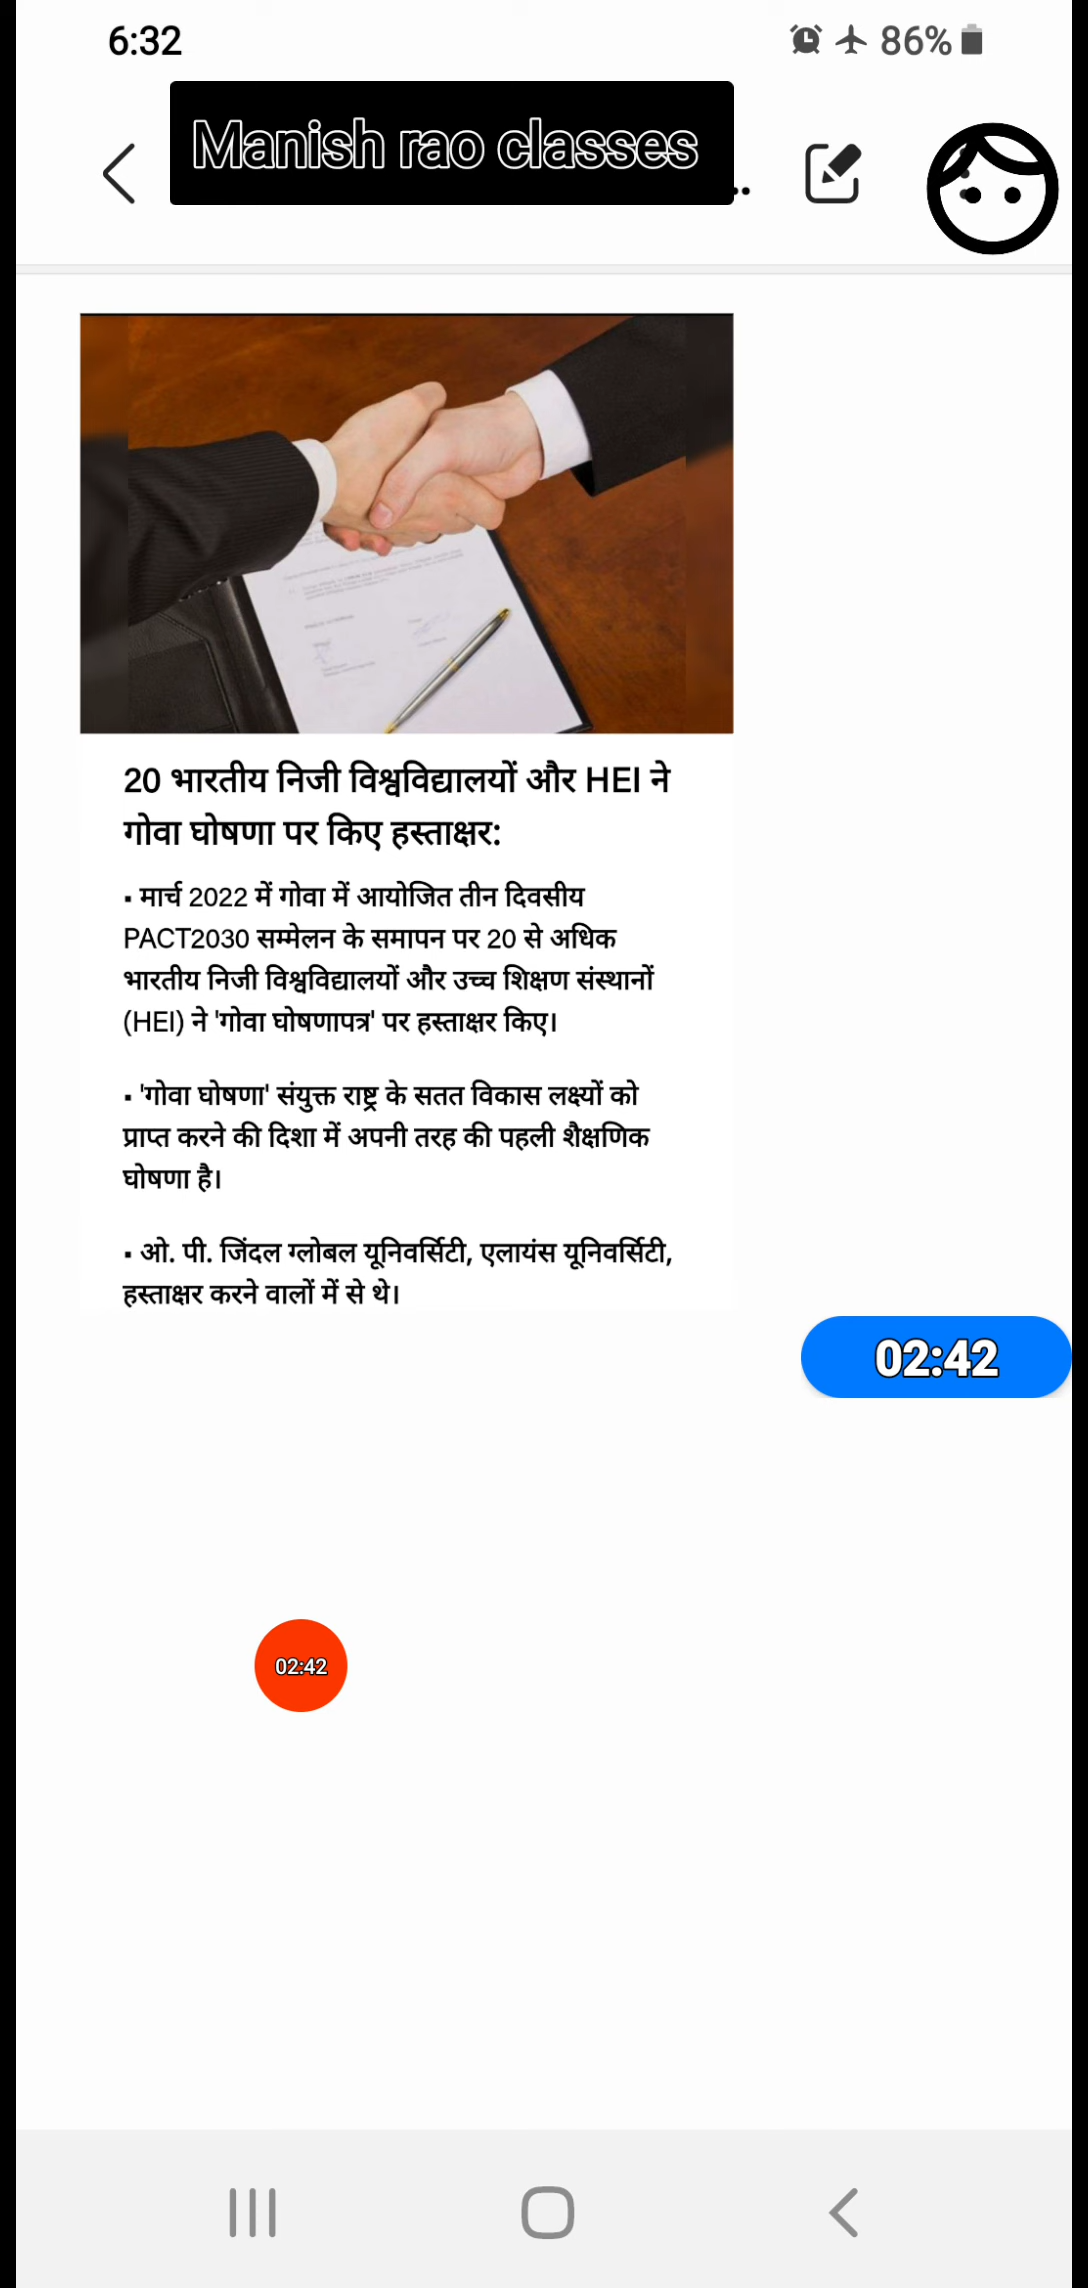 6:32
86%
Manish rao classes
..
20 भारतीय निजी विश्वविद्यालयों और HEI ने
गोवा घोषणा पर किए हस्ताक्षर:
▪ मार्च 2022 में गोवा में आयोजित तीन दिवसीय
PACT2030 सम्मेलन के समापन पर 20 से अधिक
भारतीय निजी विश्वविद्यालयों और उच्च शिक्षण संस्थानों
(HEI) ने 'गोवा घोषणापत्र' पर हस्ताक्षर किए।
▪ 'गोवा घोषणा' संयुक्त राष्ट्र के सतत विकास लक्ष्यों को
प्राप्त करने की दिशा में अपनी तरह की पहली शैक्षणिक
घोषणा है।
▪ ओ. पी. जिंदल ग्लोबल यूनिवर्सिटी, एलायंस यूनिवर्सिटी,
हस्ताक्षर करने वालों में से थे।
02:42
02:42